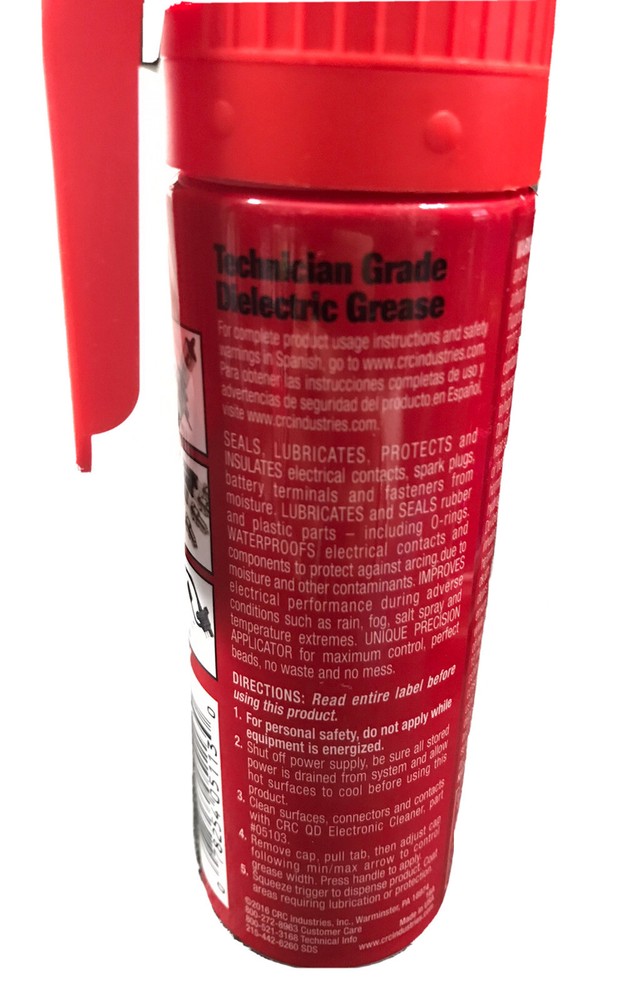 Technician Grade
Dielectric Grease
For complete product usage instructions and safety
warnings in Spanish, go to www.crcindustries.com.
Para obtener las instrucciones completas de uso y
advertencias de seguridad del producto en Español,
visite www.crcindustries.com.
SEALS, LUBRICATES, PROTECTS and
INSULATES electrical contacts, spark plugs,
battery terminals and fasteners from
moisture. LUBRICATES and SEALS rubber
and plastic parts – including O-rings.
WATERPROOFS electrical contacts and
components to protect against arcing due to
moisture and other contaminants. IMPROVES
electrical performance during adverse
conditions such as rain, fog, salt spray and
temperature extremes. UNIQUE PRECISION
APPLICATOR for maximum control, perfect
beads, no waste and no mess.
DIRECTIONS: Read entire label before
using this product.
1. For personal safety, do not apply while
equipment is energized.
2. Shut off power supply, be sure all stored
power is drained from system and allow
hot surfaces to cool before using this
product.
3. Clean surfaces, connectors and contacts
with CRC QD Electronic Cleaner, part
#05103.
4. Remove cap, pull tab, then adjust cap
following min/max arrow to control
grease width. Press handle to apply.
5. Squeeze trigger to dispense product. Coat
areas requiring lubrication or protection.
©2016 CRC Industries, Inc., Warminster, PA 18974
800-272-8963 Customer Care
Made in USA
800-521-3168 Technical Info
www.crcindustries.com
215-442-6260 SDS